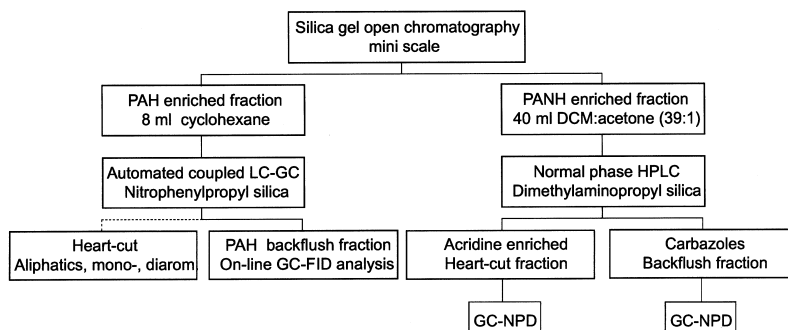 Silica gel open chromatography
mini scale
PAH enriched fraction
8 ml cyclohexane
PANH enriched fraction
40 ml DCM:acetone (39:1)
Automated coupled LC-GC
Nitrophenylpropyl silica
Normal phase HPLC
Dimethylaminopropyl silica
Heart-cut
Aliphatics, mono-, diarom.
PAH backflush fraction
On-line GC-FID analysis
Acridine enriched
Heart-cut fraction
Carbazoles
Backflush fraction
GC-NPD
GC-NPD